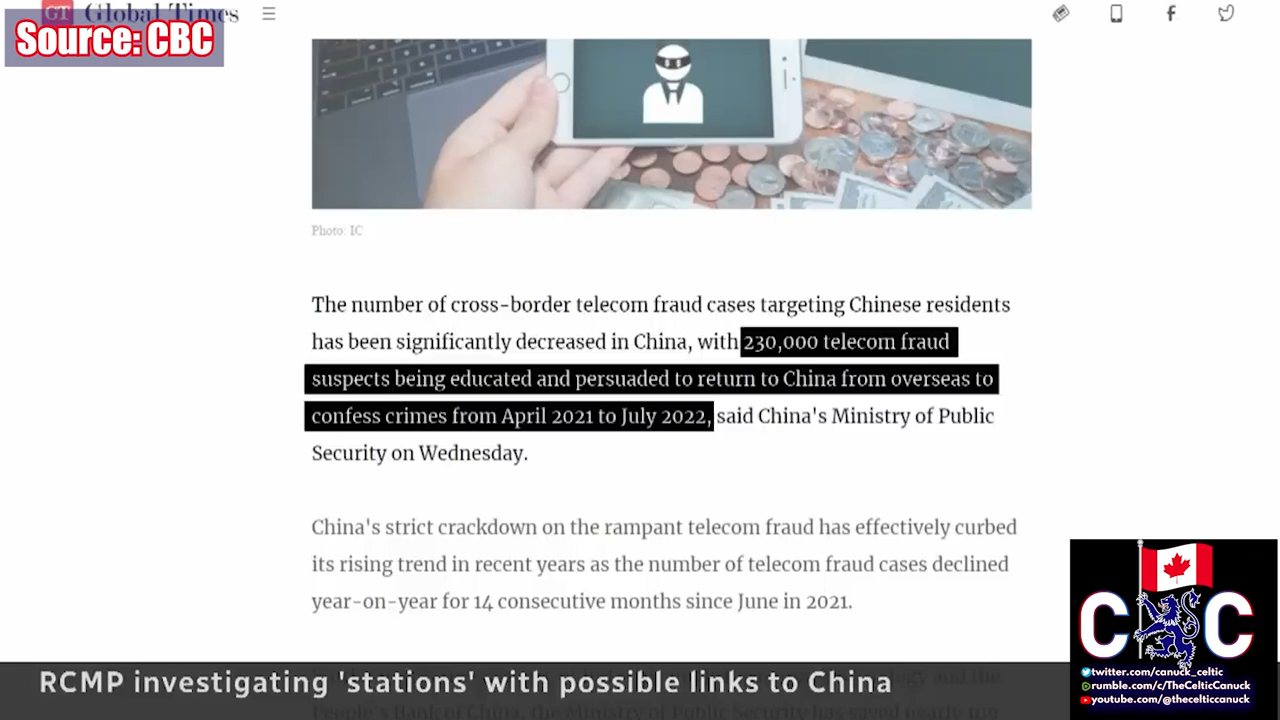 GT Global Times
Source: CBC
Photo: IC
The number of cross-border telecom fraud cases targeting Chinese residents
has been significantly decreased in China, with 230,000 telecom fraud
suspects being educated and persuaded to return to China from overseas to
confess crimes from April 2021 to July 2022, said China's Ministry of Public
Security on Wednesday.
China's strict crackdown on the rampant telecom fraud has effectively curbed
its rising trend in recent years as the number of telecom fraud cases declined
year-on-year for 14 consecutive months since June in 2021.
C C
twitter.com/canuck_celtic
rumble.com/c/TheCelticCanuck
youtube.com/@thecelticcanuck
RCMP investigating 'stations' with possible links to China